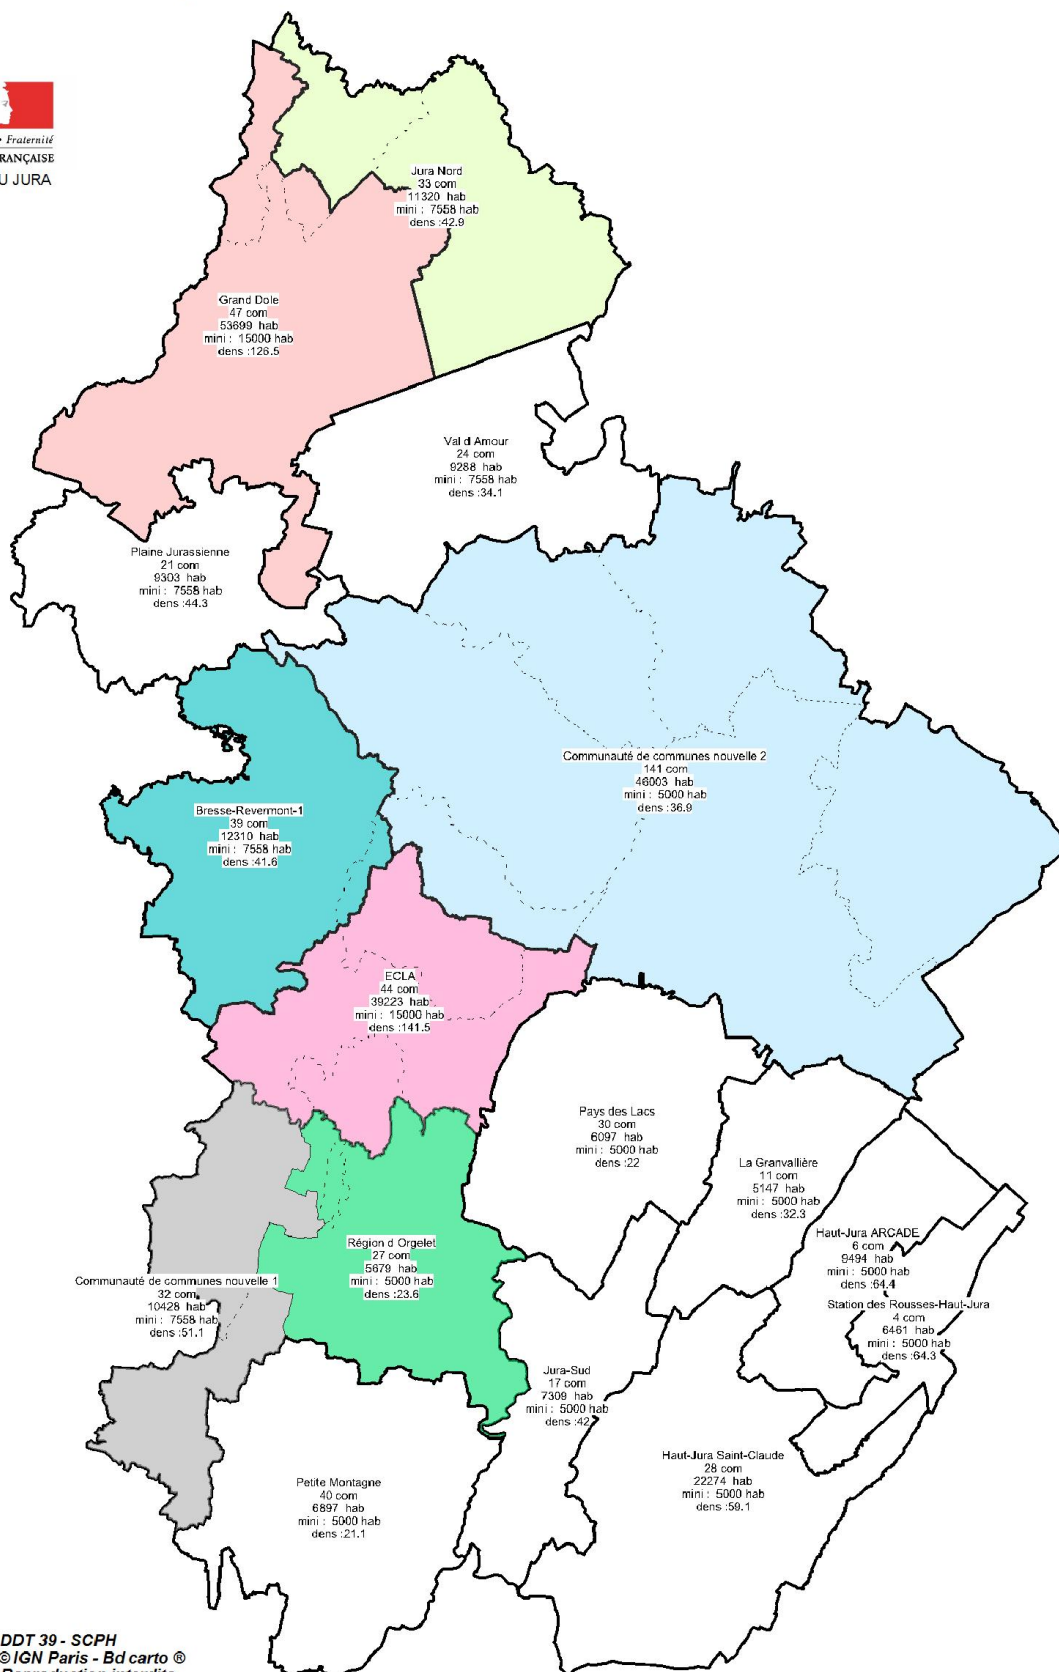 • Fraternité
RANÇAISE
U JURA
Jura Nord
33 com
11320 hab
mini : 7558 hab
dens :42.9
Grand Dole
47 com
53699 hab
mini : 15000 hab
dens :126.5
Val d Amour
24 com
9288 hab
mini : 7558 hab
dens :34.1
Plaine Jurassienne
21 com
9303 hab
mini : 7558 hab
dens :44.3
Communauté de communes nouvelle 2
141 com
46003 hab
mini : 5000 hab
dens :36.9
Bresse-Revermont-1
39 com
12310 hab
mini : 7558 hab
dens :41.6
ECLA
44 com
39223 hab
mini : 15000 hab
dens :141.5
Pays des Lacs
30 com
6097 hab
mini : 5000 hab
dens :22
La Granvallière
11 com
5147 hab
mini : 5000 hab
dens :32.3
Haut-Jura ARCADE
6 com
9494 hab
mini : 5000 hab
dens :64.4
Région d Orgelet
27 com
5679 hab
mini : 5000 hab
dens :23.6
Communauté de communes nouvelle 1
32 com
10428 hab
mini : 7558 hab
dens :51.1
Station des Rousses-Haut-Jura
4 com
6461 hab
mini : 5000 hab
dens :64.3
Jura-Sud
17 com
7309 hab
mini : 5000 hab
dens :42
Haut-Jura Saint-Claude
28 com
22274 hab
mini : 5000 hab
dens :59.1
Petite Montagne
40 com
6897 hab
mini : 5000 hab
dens :21.1
DDT 39 - SCPH
© IGN Paris - Bd carto ®
Reproduction interdite